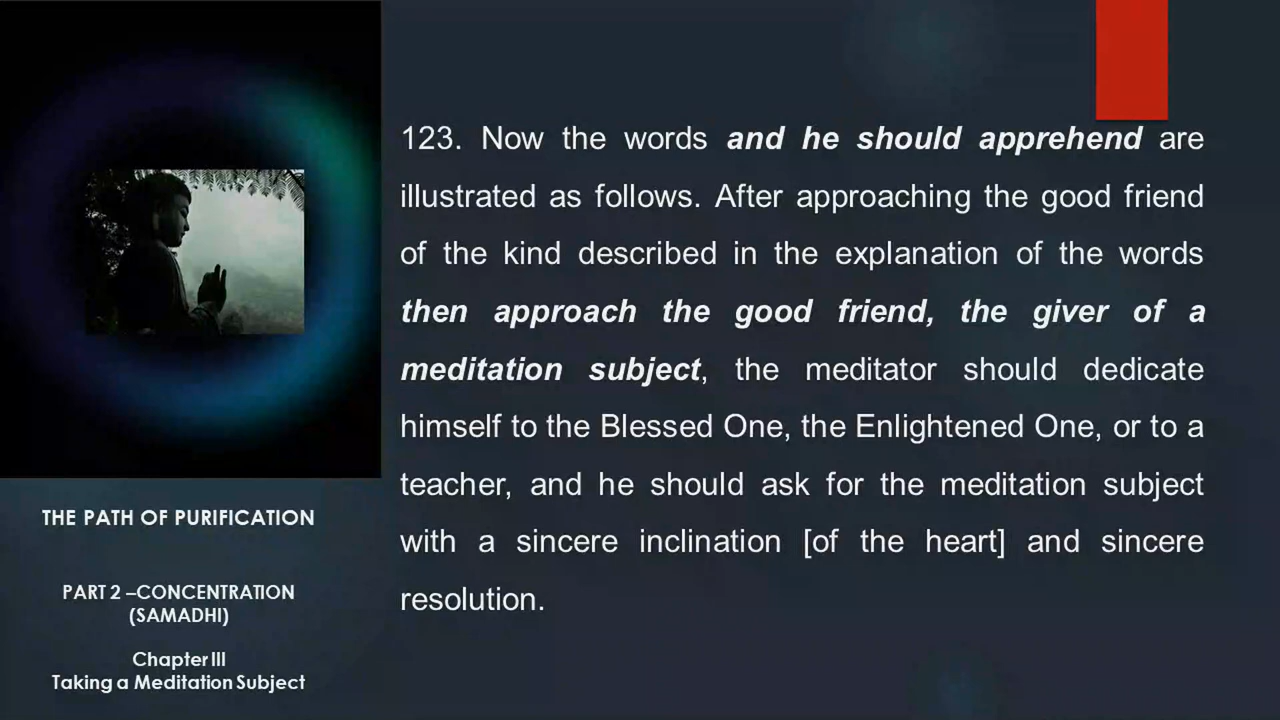 123. Now the words and he should apprehend are
illustrated as follows. After approaching the good friend
of the kind described in the explanation of the words
then approach the good friend, the giver of a
meditation subject, the meditator should dedicate
himself to the Blessed One, the Enlightened One, or to a
teacher, and he should ask for the meditation subject
with a sincere inclination [of the heart] and sincere
resolution.
THE PATH OF PURIFICATION
PART 2 –CONCENTRATION
(SAMADHI)
Chapter III
Taking a Meditation Subject